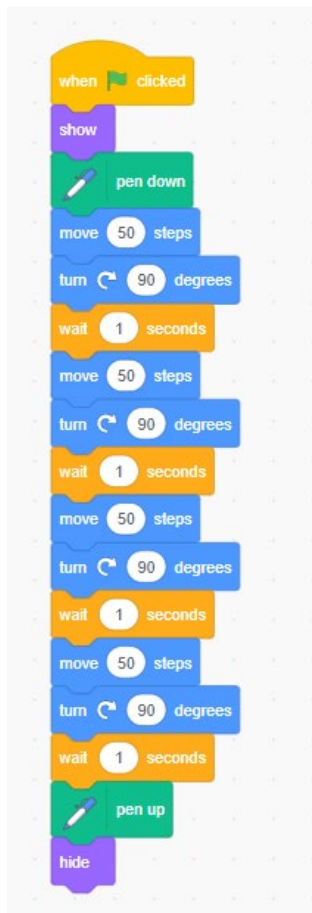 when clicked
show
pen down
move 50 steps
turn 90 degrees
wait 1 seconds
move 50 steps
turn 90 degrees
wait 1 seconds
move 50 steps
turn 90 degrees
wait 1 seconds
move 50 steps
turn 90 degrees
wait 1 seconds
pen up
hide